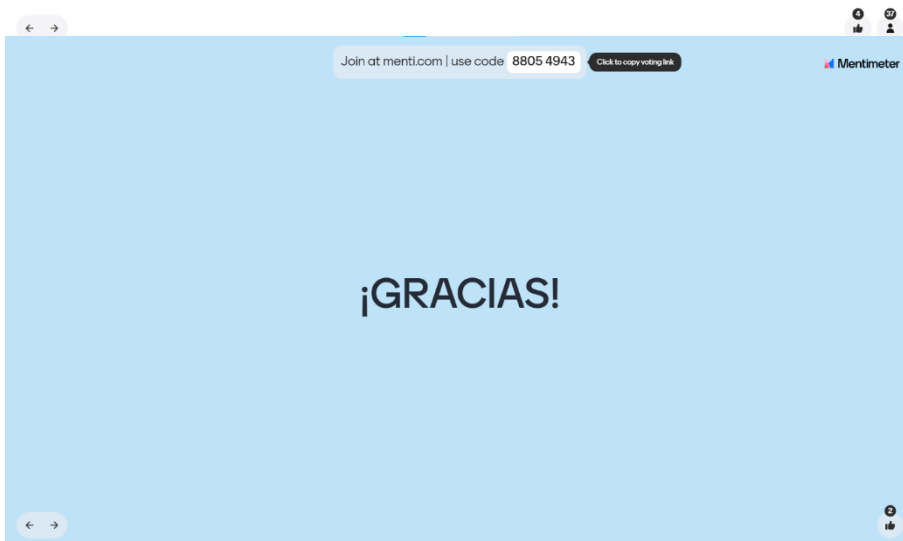 4 37
Join at menti.com | use code 8805 4943 Click to copy voting link
Mentimeter
¡GRACIAS!
2